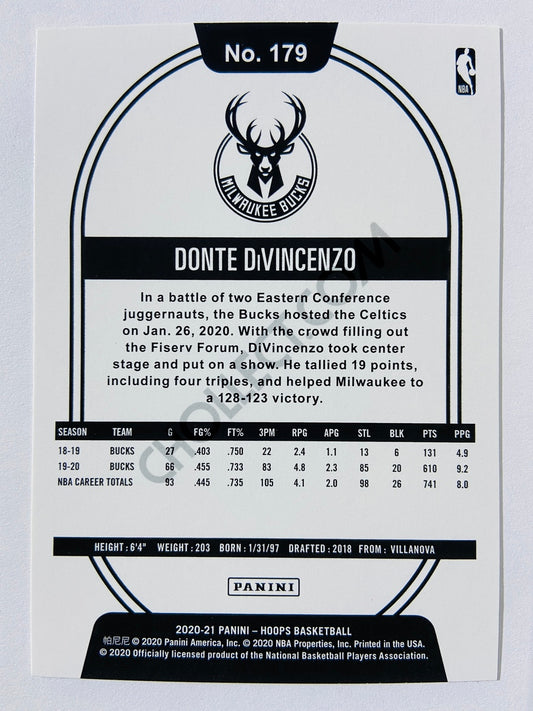 No. 179
NBA
MILWAUKEE BUCKS
DONTE DiVINCENZO
In a battle of two Eastern Conference
juggernauts, the Bucks hosted the Celtics
on Jan. 26, 2020. With the crowd filling out
the Fiserv Forum, DiVincenzo took center
stage and put on a show. He tallied 19 points,
including four triples, and helped Milwaukee to
a 128-123 victory.
CHOLLECT.COM
SEASON TEAM G FG% FT% 3PM RPG APG STL BLK PTS PPG
18-19 BUCKS 27 .403 .750 22 2.4 1.1 13 6 131 4.9
19-20 BUCKS 66 .455 .733 83 4.8 2.3 85 20 610 9.2
NBA CAREER TOTALS 93 .445 .735 105 4.1 2.0 98 26 741 8.0
HEIGHT: 6'4" WEIGHT: 203 BORN: 1/31/97 DRAFTED: 2018 FROM: VILLANOVA
PANINI
2020-21 PANINI – HOOPS BASKETBALL
帕尼尼 © 2020 Panini America, Inc. © 2020 NBA Properties, Inc. Printed in the USA.
© 2020 Officially licensed product of the National Basketball Players Association.